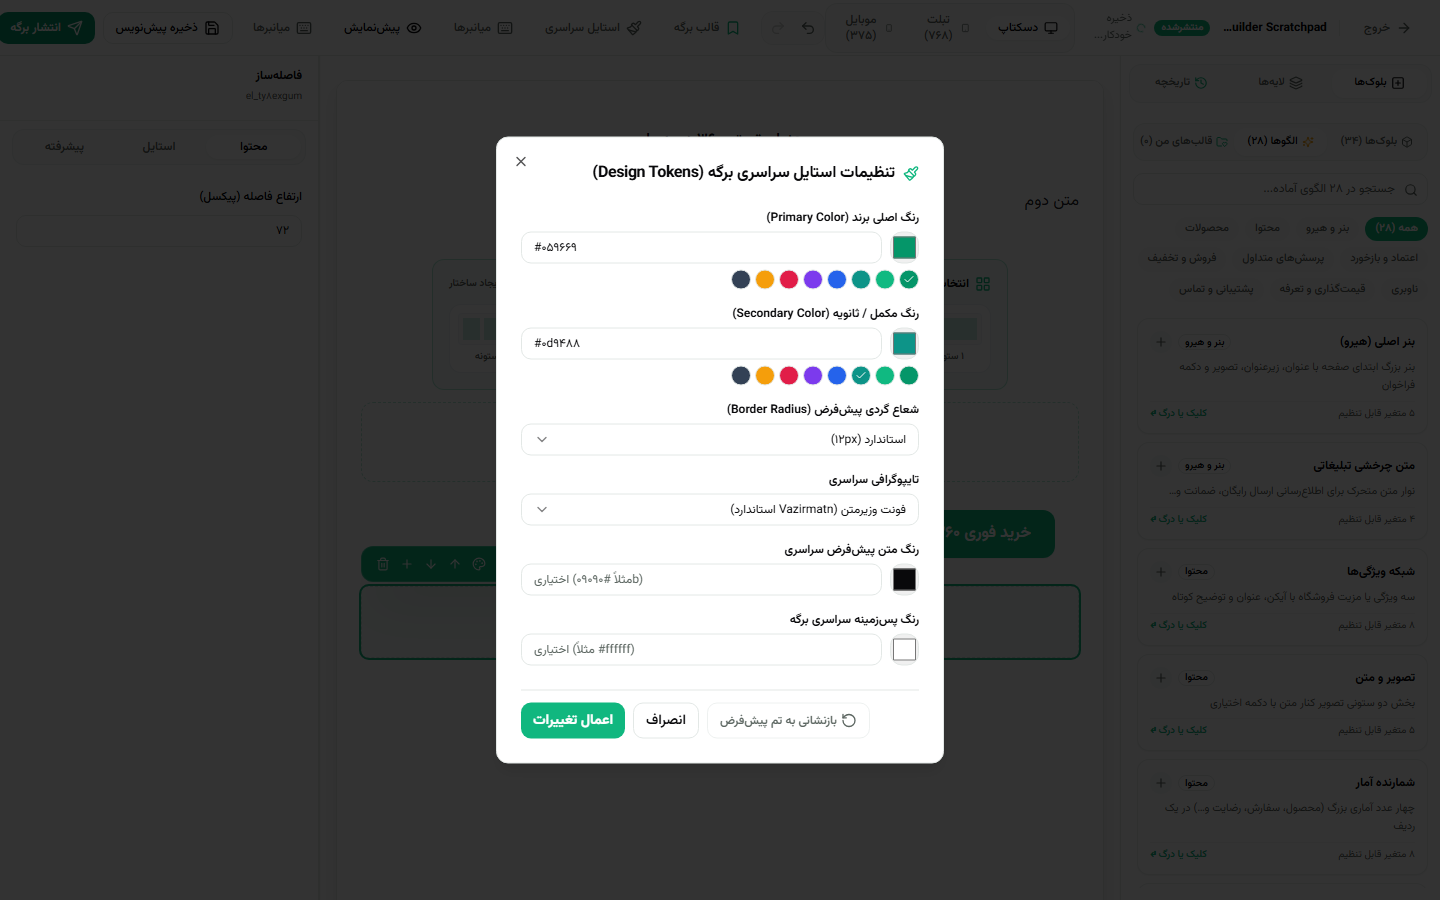 خروج
...uilder Scratchpad
منتشرشده
ذخیره خودکار...
دسکتاپ
تبلت (۷۶۸)
موبایل (۳۷۵)
قالب برگه
استایل سراسری
میانبرها
پیش‌نمایش
میانبرها
ذخیره پیش‌نویس
انتشار برگه
بلوک‌ها
لایه‌ها
تاریخچه
بلوک‌ها (۳۴)
الگوها (۲۸)
قالب‌های من (۰)
جستجو در ۲۸ الگوی آماده...
همه (۲۸)
بنر و هیرو
محتوا
محصولات
اعتماد و بازخورد
پرسش‌های متداول
فروش و تخفیف
ناوبری
قیمت‌گذاری و تعرفه
پشتیبانی و تماس
بنر اصلی (هیرو)
بنر و هیرو
بنر بزرگ ابتدای صفحه با عنوان، زیرعنوان، تصویر و دکمه
فراخوان
۵ متغیر قابل تنظیم
کلیک یا درگ
متن چرخشی تبلیغاتی
بنر و هیرو
نوار متن متحرک برای اطلاع‌رسانی ارسال رایگان، ضمانت و...
۴ متغیر قابل تنظیم
کلیک یا درگ
شبکه ویژگی‌ها
محتوا
سه ویژگی یا مزیت فروشگاه با آیکن، عنوان و توضیح کوتاه
۸ متغیر قابل تنظیم
کلیک یا درگ
تصویر و متن
محتوا
بخش دو ستونی تصویر کنار متن با دکمه اختیاری
۵ متغیر قابل تنظیم
کلیک یا درگ
شمارنده آمار
محتوا
چهار عدد آماری بزرگ (محصول، سفارش، رضایت و...) در یک
ردیف
۸ متغیر قابل تنظیم
کلیک یا درگ
متن دوم
خرید فوری
تنظیمات استایل سراسری برگه (Design Tokens)
رنگ اصلی برند (Primary Color)
#۰۵۹۶۶۹
رنگ مکمل / ثانویه (Secondary Color)
#۰d۹۴۸۸
شعاع گردی پیش‌فرض (Border Radius)
استاندارد (۱۲px)
تایپوگرافی سراسری
فونت وزیرمتن (Vazirmatn استاندارد)
رنگ متن پیش‌فرض سراسری
اختیاری (مثلاً #۰۹۰۹۰b)
رنگ پس‌زمینه سراسری برگه
اختیاری (مثلاً #ffffff)
بازنشانی به تم پیش‌فرض
انصراف
اعمال تغییرات
فاصله‌ساز
el_ty۸exgum
محتوا
استایل
پیشرفته
ارتفاع فاصله (پیکسل)
۷۲